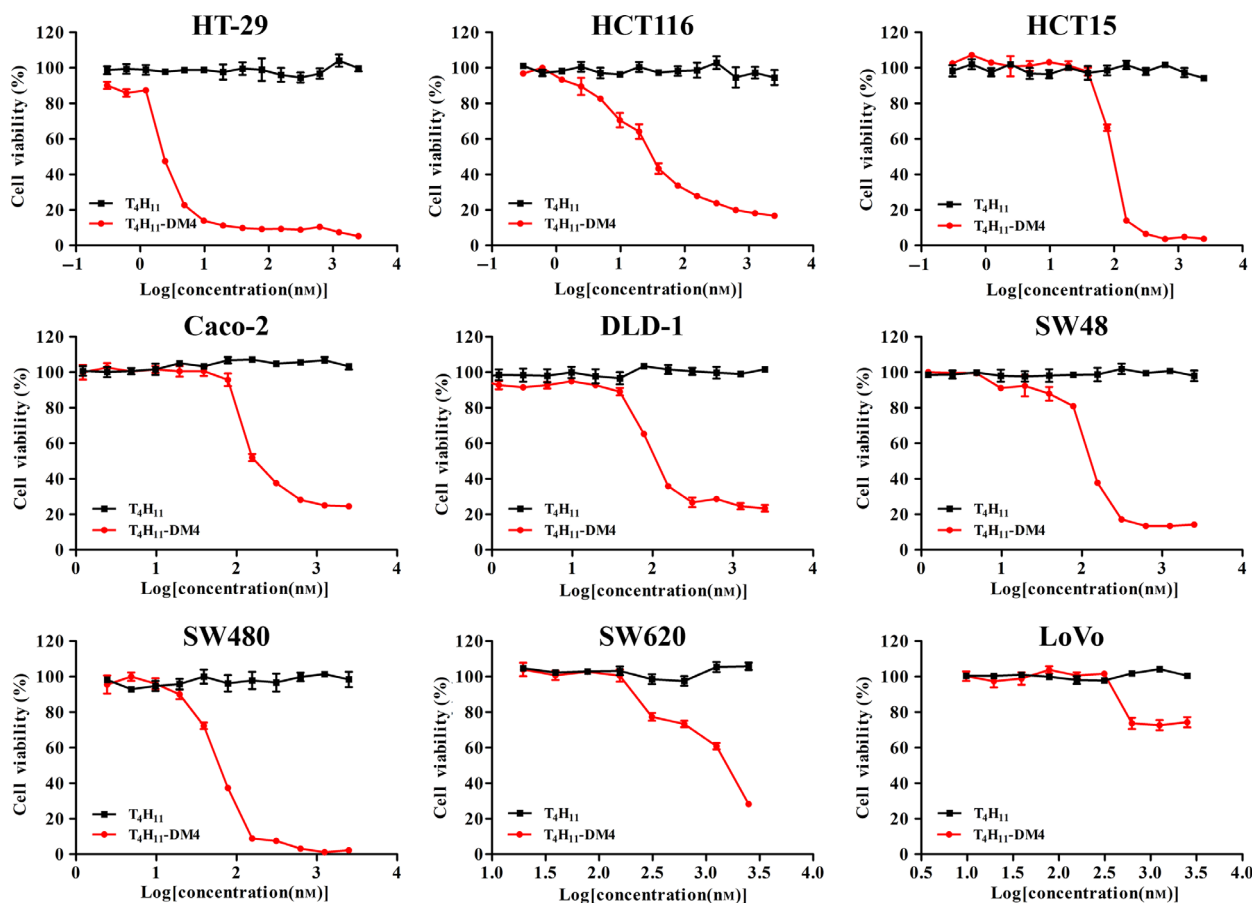 HT-29
Cell viability (%)
120
100
80
60
40
20
0
T₄H₁₁
T₄H₁₁-DM4
−1 0 1 2 3 4
Log[concentration(nM)]
HCT116
Cell viability (%)
120
100
80
60
40
20
0
T₄H₁₁
T₄H₁₁-DM4
−1 0 1 2 3 4
Log[concentration(nM)]
HCT15
Cell viability (%)
120
100
80
60
40
20
0
T₄H₁₁
T₄H₁₁-DM4
−1 0 1 2 3 4
Log[concentration(nM)]
Caco-2
Cell viability (%)
120
100
80
60
40
20
0
T₄H₁₁
T₄H₁₁-DM4
0 1 2 3 4
Log[concentration(nM)]
DLD-1
Cell viability (%)
120
100
80
60
40
20
0
T₄H₁₁
T₄H₁₁-DM4
0 1 2 3 4
Log[concentration(nM)]
SW48
Cell viability (%)
120
100
80
60
40
20
0
T₄H₁₁
T₄H₁₁-DM4
0 1 2 3 4
Log[concentration(nM)]
SW480
Cell viability (%)
120
100
80
60
40
20
0
T₄H₁₁
T₄H₁₁-DM4
0 1 2 3 4
Log[concentration(nM)]
SW620
Cell viability (%)
120
100
80
60
40
20
0
T₄H₁₁
T₄H₁₁-DM4
1.0 1.5 2.0 2.5 3.0 3.5 4.0
Log[concentration(nM)]
LoVo
Cell viability (%)
120
100
80
60
40
20
0
T₄H₁₁
T₄H₁₁-DM4
0.5 1.0 1.5 2.0 2.5 3.0 3.5 4.0
Log[concentration(nM)]